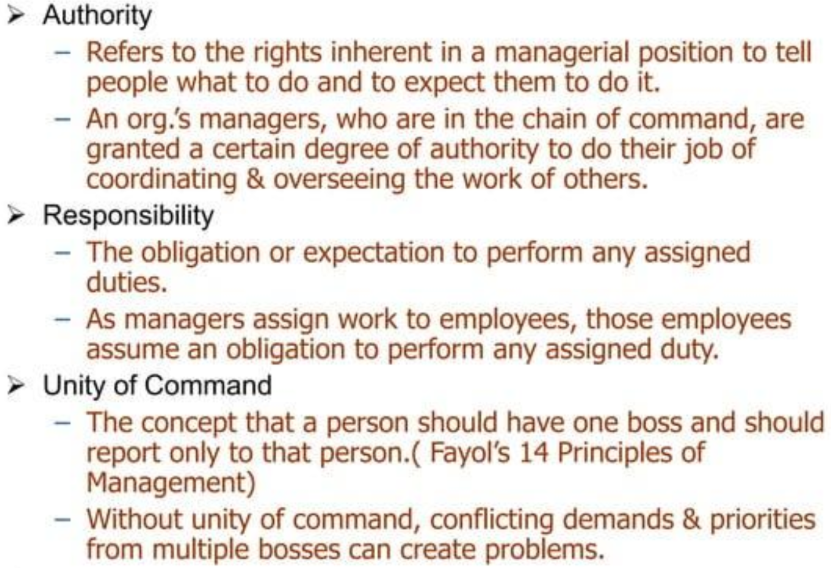 ➢ Authority
– Refers to the rights inherent in a managerial position to tell
people what to do and to expect them to do it.
– An org.'s managers, who are in the chain of command, are
granted a certain degree of authority to do their job of
coordinating & overseeing the work of others.
➢ Responsibility
– The obligation or expectation to perform any assigned
duties.
– As managers assign work to employees, those employees
assume an obligation to perform any assigned duty.
➢ Unity of Command
– The concept that a person should have one boss and should
report only to that person.( Fayol's 14 Principles of
Management)
– Without unity of command, conflicting demands & priorities
from multiple bosses can create problems.